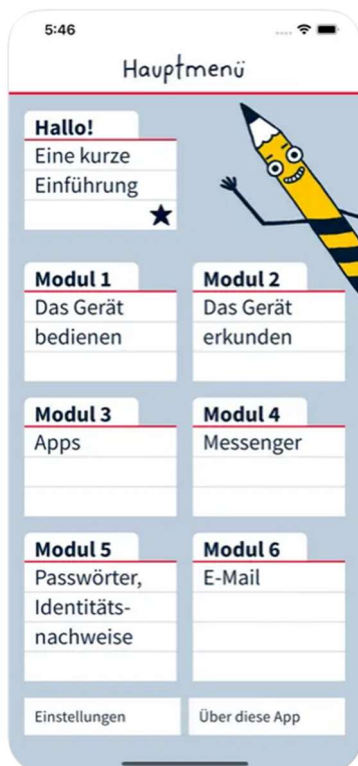 5:46
Hauptmenü
Hallo!
Eine kurze
Einführung
Modul 1
Das Gerät
bedienen
Modul 2
Das Gerät
erkunden
Modul 3
Apps
Modul 4
Messenger
Modul 5
Passwörter,
Identitäts-
nachweise
Modul 6
E-Mail
Einstellungen
Über diese App